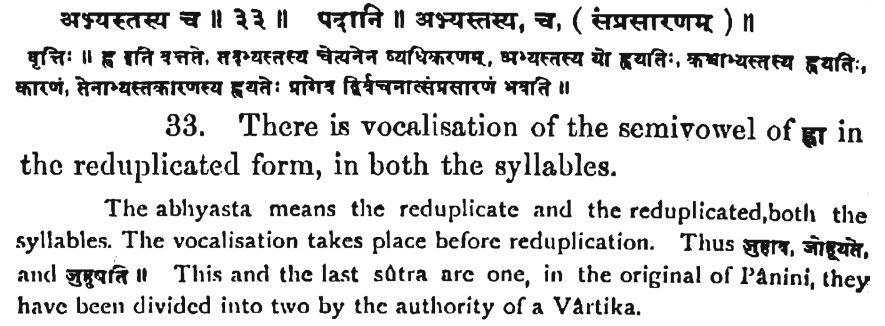 अभ्यस्तस्य च ॥ ३३ ॥ पदानि ॥ अभ्यस्तस्य, च, ( संप्रसारणम् ) ॥
वृत्तिः ॥ ह्व इति वर्तते, तदभ्यस्तस्य चेत्यनेन व्यधिकरणम्, अभ्यस्तस्य यो ह्वयतिः, कश्चाभ्यस्तस्य ह्वयतिः,
कारणं, तेनाभ्यस्तकारणस्य ह्वयतेः प्रागेव द्विर्वचनात्संप्रसारणं भवति ॥
33. There is vocalisation of the semivowel of ह्वा in
the reduplicated form, in both the syllables.
The abhyasta means the reduplicate and the reduplicated,both the
syllables. The vocalisation takes place before reduplication. Thus जुहाव, जोहूयते,
and जुहूषति ॥ This and the last sûtra are one, in the original of Pânini, they
have been divided into two by the authority of a Vârtika.